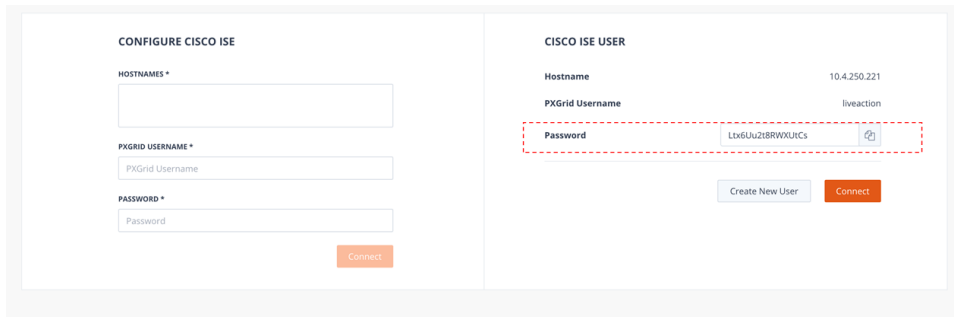 CONFIGURE CISCO ISE
HOSTNAMES *
PXGRID USERNAME *
PXGrid Username
PASSWORD *
Password
Connect
CISCO ISE USER
Hostname 10.4.250.221
PXGrid Username liveaction
Password Ltx6Uu2t8RWXUtCs
Create New User Connect